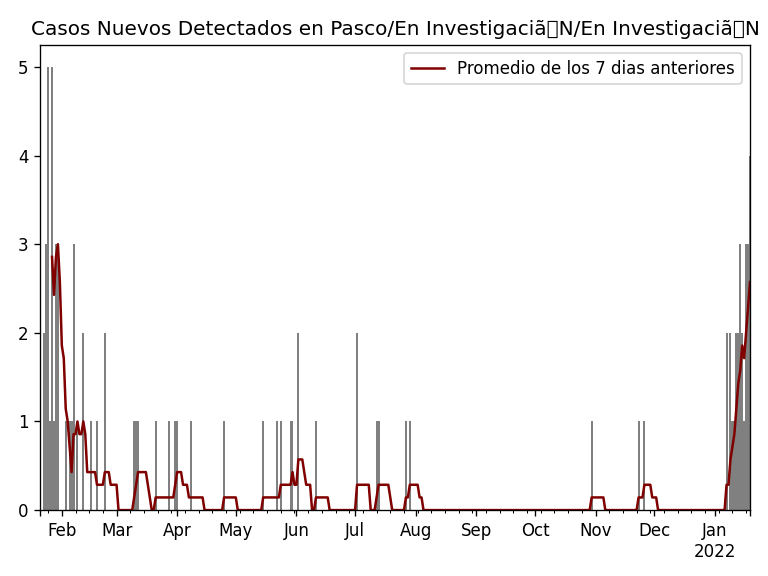 Casos Nuevos Detectados en Pasco/En Investigaciã▯N/En Investigaciã▯N
Promedio de los 7 dias anteriores
5
4
3
2
1
0
Feb Mar Apr May Jun Jul Aug Sep Oct Nov Dec Jan
2022